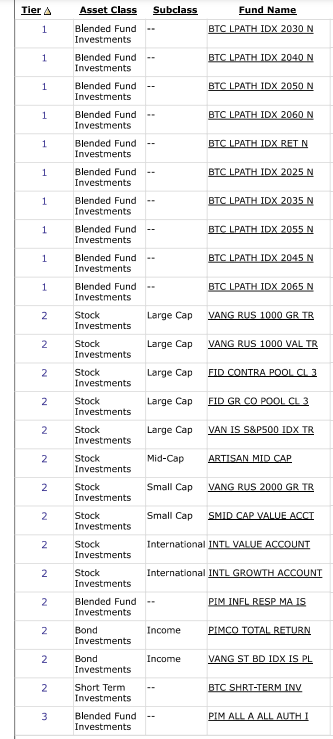 Tier Asset Class Subclass Fund Name
1 Blended Fund Investments -- BTC LPATH IDX 2030 N
1 Blended Fund Investments -- BTC LPATH IDX 2040 N
1 Blended Fund Investments -- BTC LPATH IDX 2050 N
1 Blended Fund Investments -- BTC LPATH IDX 2060 N
1 Blended Fund Investments -- BTC LPATH IDX RET N
1 Blended Fund Investments -- BTC LPATH IDX 2025 N
1 Blended Fund Investments -- BTC LPATH IDX 2035 N
1 Blended Fund Investments -- BTC LPATH IDX 2055 N
1 Blended Fund Investments -- BTC LPATH IDX 2045 N
1 Blended Fund Investments -- BTC LPATH IDX 2065 N
2 Stock Investments Large Cap VANG RUS 1000 GR TR
2 Stock Investments Large Cap VANG RUS 1000 VAL TR
2 Stock Investments Large Cap FID CONTRA POOL CL 3
2 Stock Investments Large Cap FID GR CO POOL CL 3
2 Stock Investments Large Cap VAN IS S&P500 IDX TR
2 Stock Investments Mid-Cap ARTISAN MID CAP
2 Stock Investments Small Cap VANG RUS 2000 GR TR
2 Stock Investments Small Cap SMID CAP VALUE ACCT
2 Stock Investments International INTL VALUE ACCOUNT
2 Stock Investments International INTL GROWTH ACCOUNT
2 Blended Fund Investments -- PIM INFL RESP MA IS
2 Bond Investments Income PIMCO TOTAL RETURN
2 Bond Investments Income VANG ST BD IDX IS PL
2 Short Term Investments -- BTC SHRT-TERM INV
3 Blended Fund Investments -- PIM ALL A ALL AUTH I